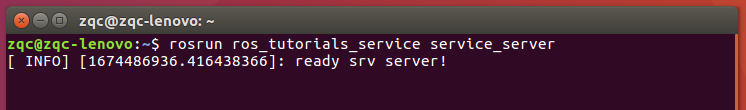 zqc@zqc-lenovo: ~
zqc@zqc-lenovo:~$ rosrun ros_tutorials_service service_server
[ INFO] [1674486936.416438366]: ready srv server!